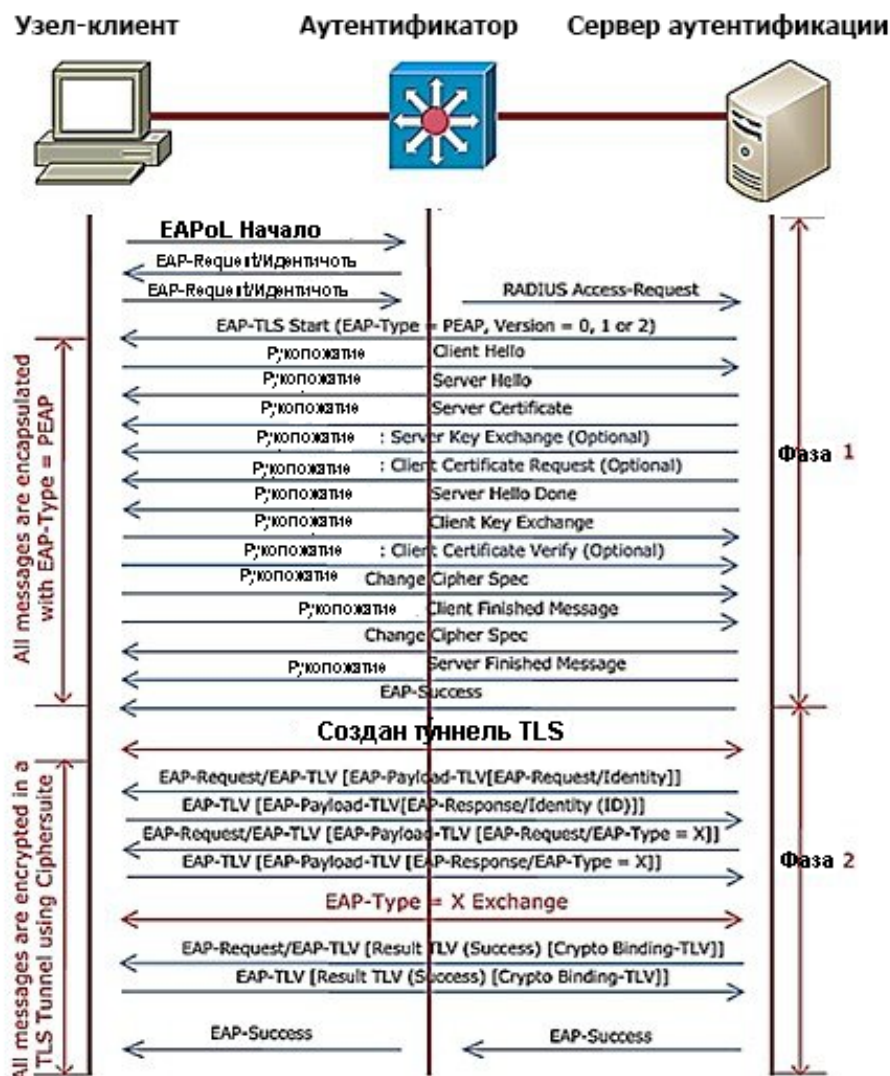 Узел-клиент Аутентификатор Сервер аутентификации
EAPoL Начало
EAP-Request/Идентичоть
EAP-Request/Идентичоть RADIUS Access-Request
EAP-TLS Start (EAP-Type = PEAP, Version = 0, 1 or 2)
Рукопожатие Client Hello
Рукопожатие Server Hello
Рукопожатие Server Certificate
Рукопожатие : Server Key Exchange (Optional)
Рукопожатие : Client Certificate Request (Optional)
Рукопожатие Server Hello Done
Рукопожатие Client Key Exchange
Рукопожатие : Client Certificate Verify (Optional)
Рукопожатие Change Cipher Spec
Рукопожатие Client Finished Message
Change Cipher Spec
Рукопожатие Server Finished Message
EAP-Success
All messages are encapsulated
with EAP-Type = PEAP
Фаза 1
Создан туннель TLS
EAP-Request/EAP-TLV [EAP-Payload-TLV[EAP-Request/Identity]]
EAP-TLV [EAP-Payload-TLV[EAP-Response/Identity (ID)]]
EAP-Request/EAP-TLV [EAP-Payload-TLV [EAP-Request/EAP-Type = X]]
EAP-TLV [EAP-Payload-TLV [EAP-Response/EAP-Type = X]]
EAP-Type = X Exchange
EAP-Request/EAP-TLV [Result TLV (Success) [Crypto Binding-TLV]]
EAP-TLV [Result TLV (Success) [Crypto Binding-TLV]]
EAP-Success EAP-Success
All messages are encrypted in a
TLS Tunnel using Ciphersuite
Фаза 2